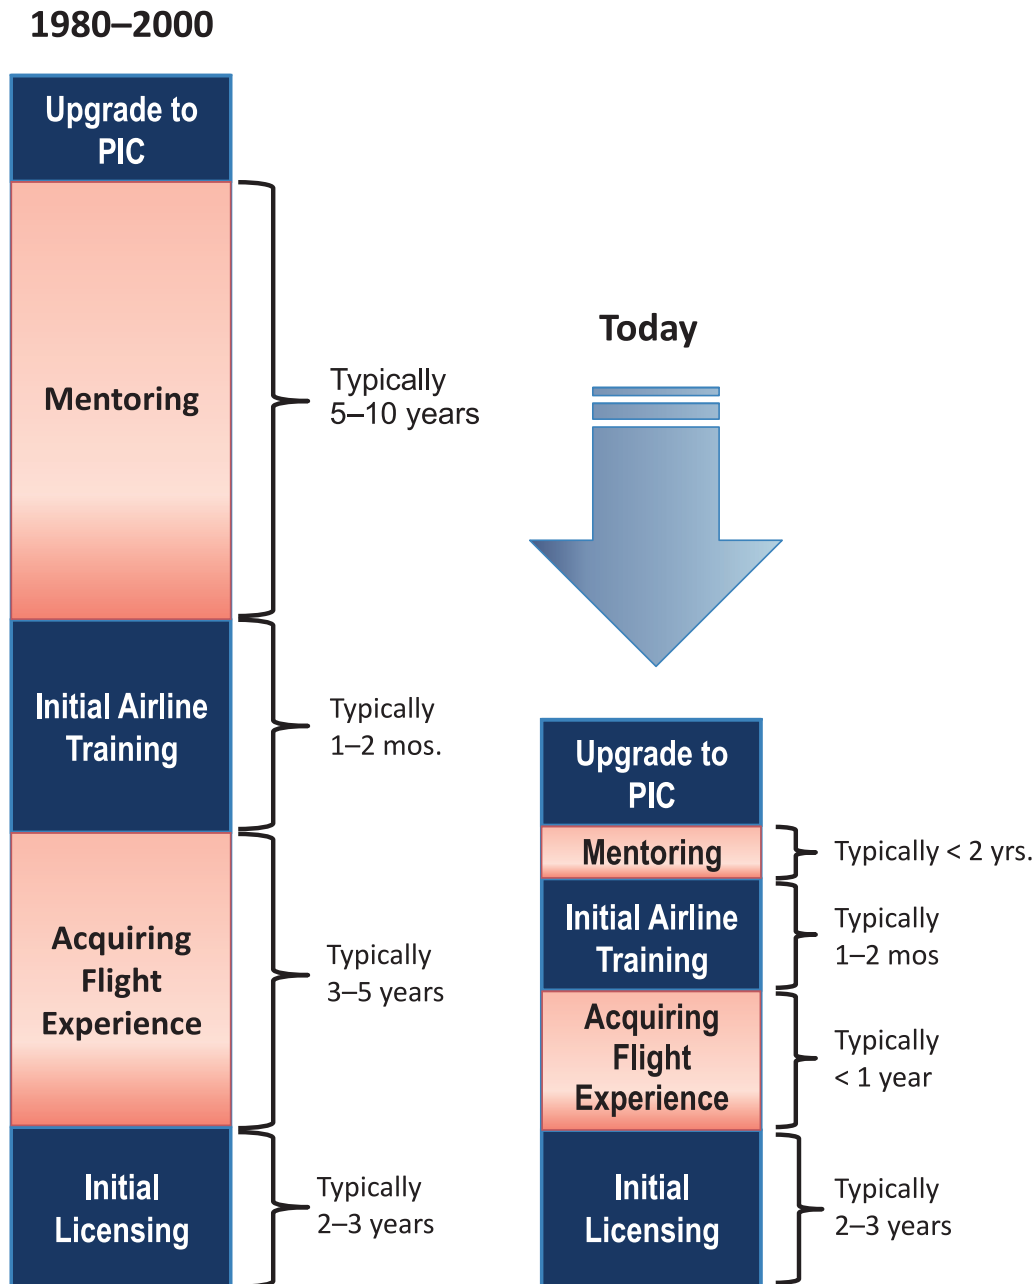 1980–2000
Upgrade to
PIC
Mentoring
Typically
5–10 years
Initial Airline
Training
Typically
1–2 mos.
Acquiring
Flight
Experience
Typically
3–5 years
Initial
Licensing
Typically
2–3 years
Today
Upgrade to
PIC
Mentoring
Typically < 2 yrs.
Initial Airline
Training
Typically
1–2 mos
Acquiring
Flight
Experience
Typically
< 1 year
Initial
Licensing
Typically
2–3 years